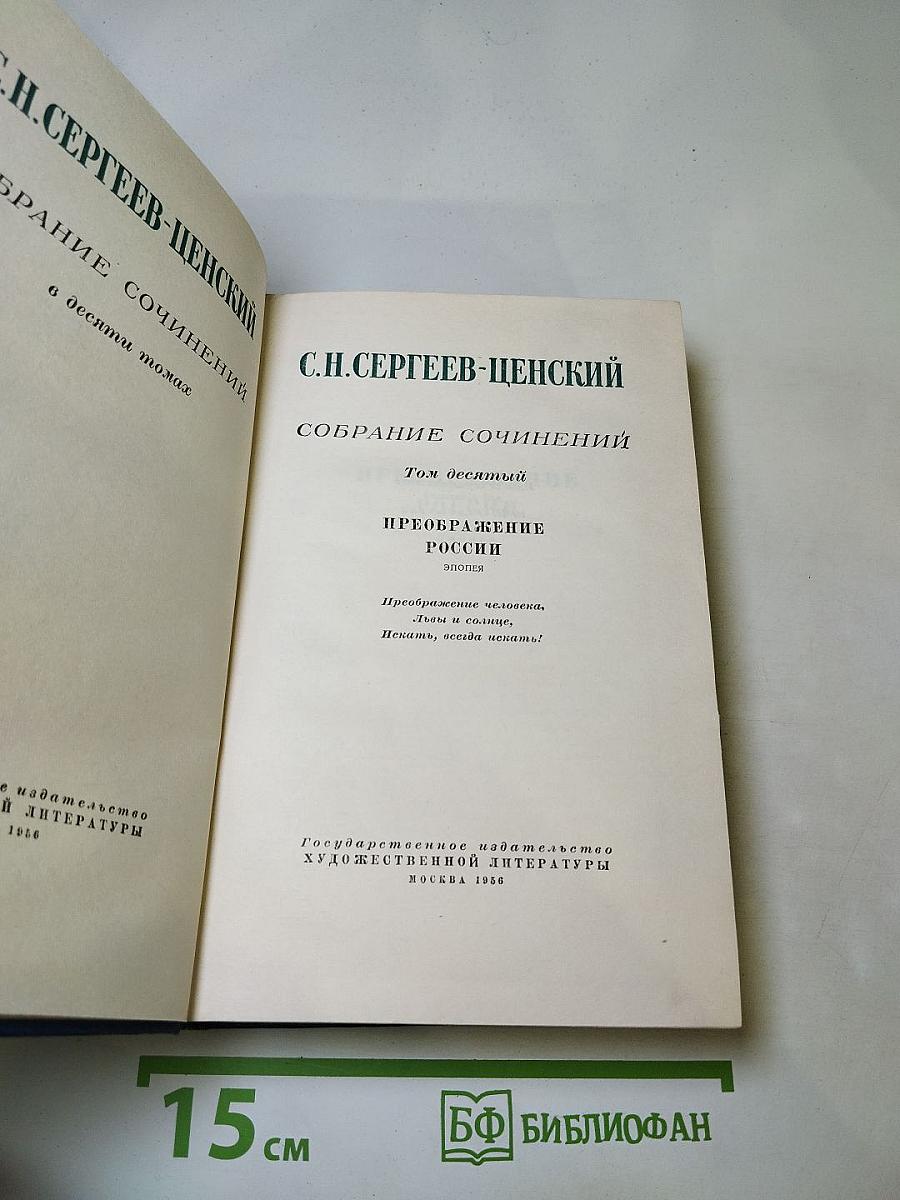 С.Н.СЕРГЕЕВ-ЦЕНСКИЙ
СОЧИНЕНИЙ
в десяти томах
издательство
ЛИТЕРАТУРЫ
1956
С.Н.СЕРГЕЕВ-ЦЕНСКИЙ
СОБРАНИЕ СОЧИНЕНИЙ
Том десятый
ПРЕОБРАЖЕНИЕ
РОССИИ
ЭПОПЕЯ
Преображение человека,
Львы и солнце,
Искать, всегда искать!
Государственное издательство
ХУДОЖЕСТВЕННОЙ ЛИТЕРАТУРЫ
МОСКВА 1956
15 см
БФ БИБЛИОФАН